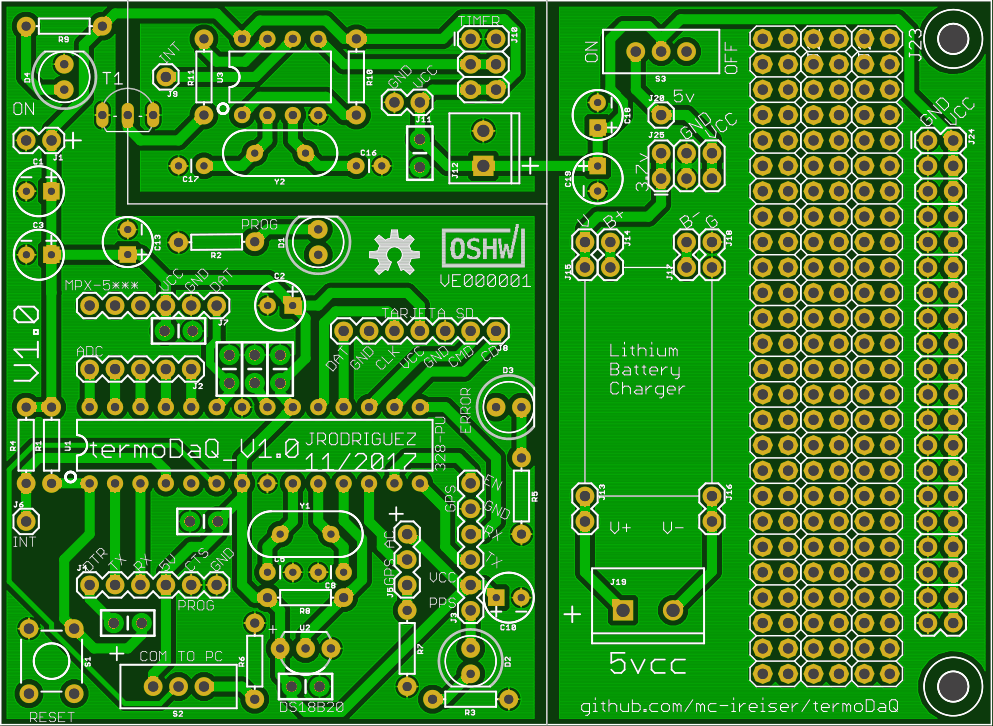 R9
D4
ON
T1
INT
J9
R11
U3
R10
TIMER
J10
GND
VCC
J11
J12
J1
C1
C17
Y2
C16
C3
C13
PROG
R2
D1
OSHW
VE000001
MPX-5***
VCC
GND
DAT
J7
C2
TARJETA SD
J8
DAT
GND
CLK
VCC
GND
CMD
CD
V1.0
ADC
J2
D3
ERROR
R4
R1
U1
termoDaQ_V1.0
JRODRIGUEZ
11/2017
328-PU
J6
INT
Y1
C8
GPS
EN
GND
RX
TX
VCC
PPS
J3
R5
GPS AC
J5
J4
DTR
TX
RX
5V
CTS
GND
PROG
R8
C10
S1
RESET
COM TO PC
S2
R6
U2
DS18B20
R7
R3
D2
ON
OFF
S3
C18
J20
5v
J25
GND
VCC
3.7V
C19
J23
GND
VCC
J24
B+
J14
J15
B-
G
J18
J17
Lithium
Battery
Charger
J13
J16
V+
V-
J19
5vcc
github.com/mc-ireiser/termoDaQ